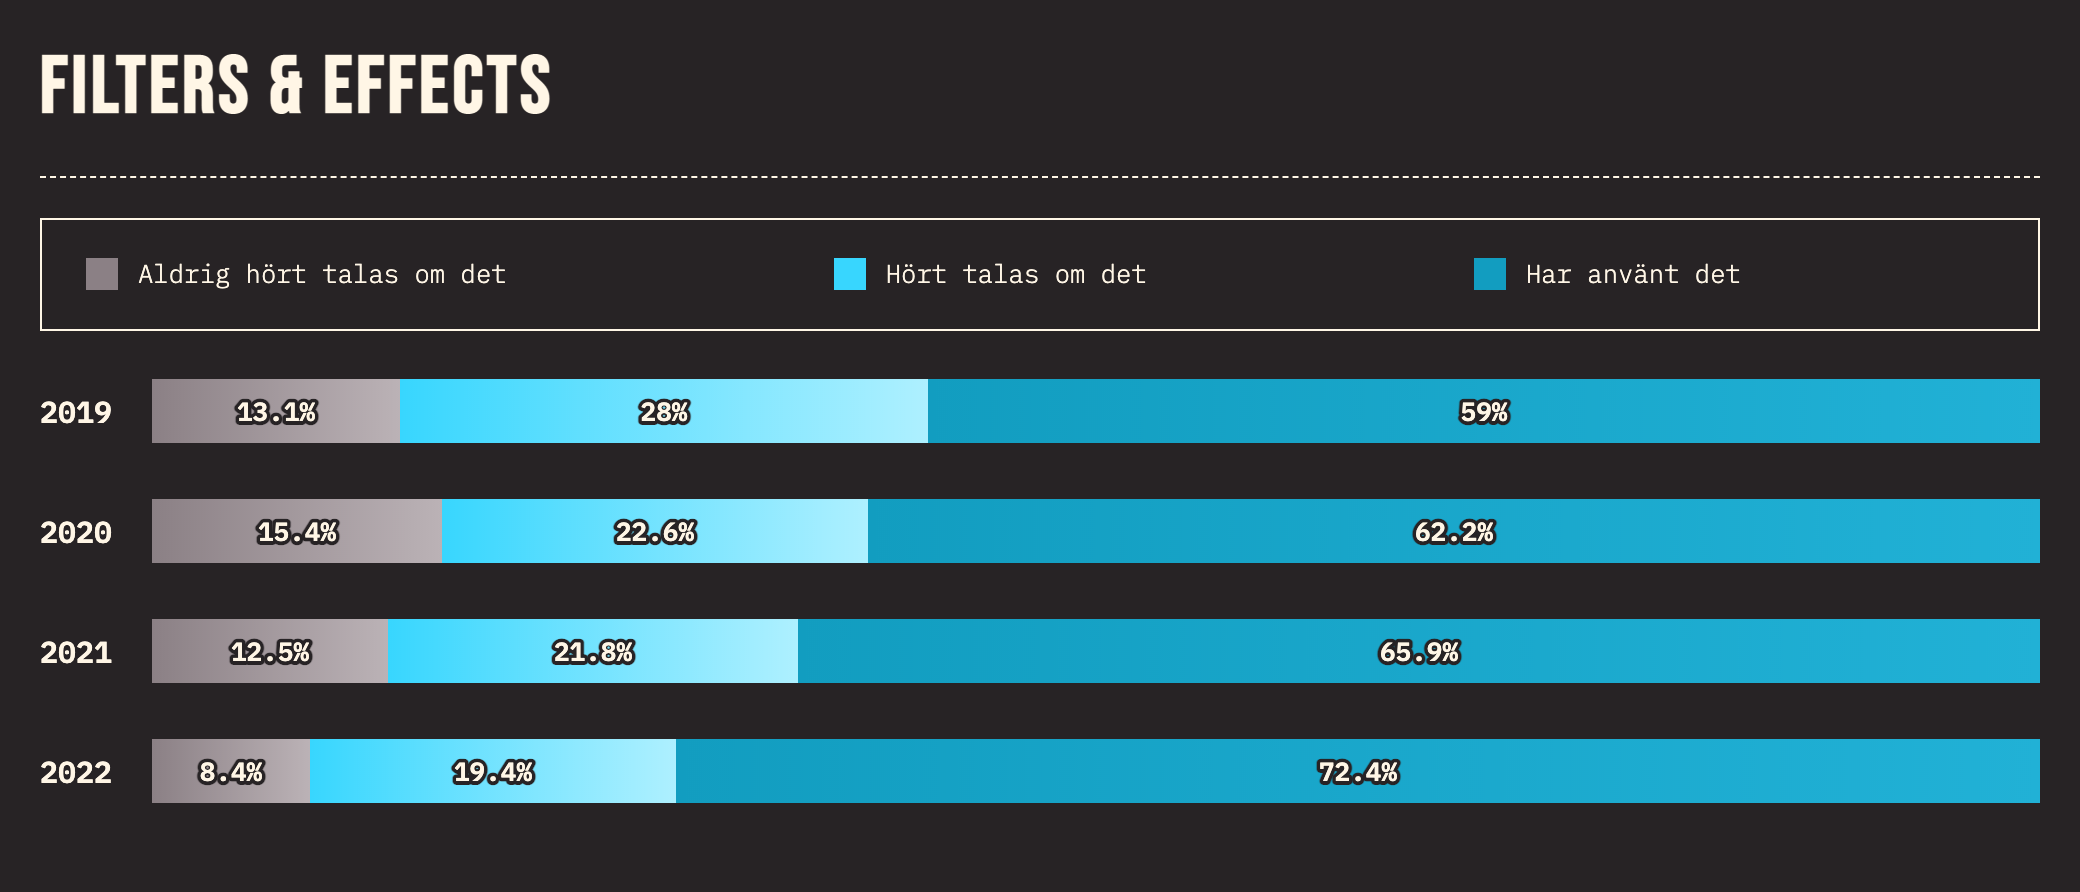 FILTERS & EFFECTS
Aldrig hört talas om det Hört talas om det Har använt det
2019 13.1% 28% 59%
2020 15.4% 22.6% 62.2%
2021 12.5% 21.8% 65.9%
2022 8.4% 19.4% 72.4%